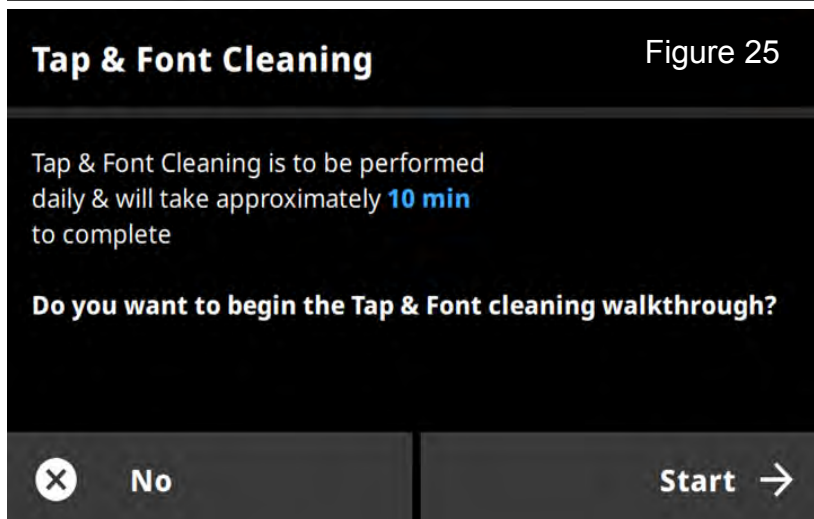 Tap & Font Cleaning
Figure 25
Tap & Font Cleaning is to be performed
daily & will take approximately 10 min
to complete
Do you want to begin the Tap & Font cleaning walkthrough?
No
Start